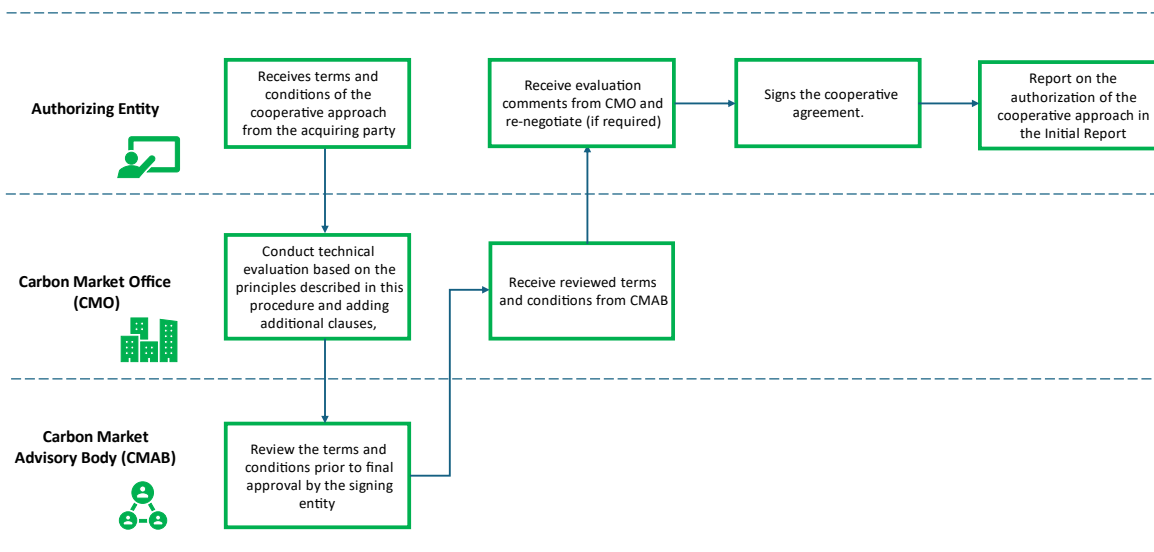 Authorizing Entity
Receives terms and
conditions of the
cooperative approach
from the acquiring party
Receive evaluation
comments from CMO and
re-negotiate (if required)
Signs the cooperative
agreement.
Report on the
authorization of the
cooperative approach in
the Initial Report
Carbon Market Office
(CMO)
Conduct technical
evaluation based on the
principles described in this
procedure and adding
additional clauses,
Receive reviewed terms
and conditions from CMAB
Carbon Market
Advisory Body (CMAB)
Review the terms and
conditions prior to final
approval by the signing
entity